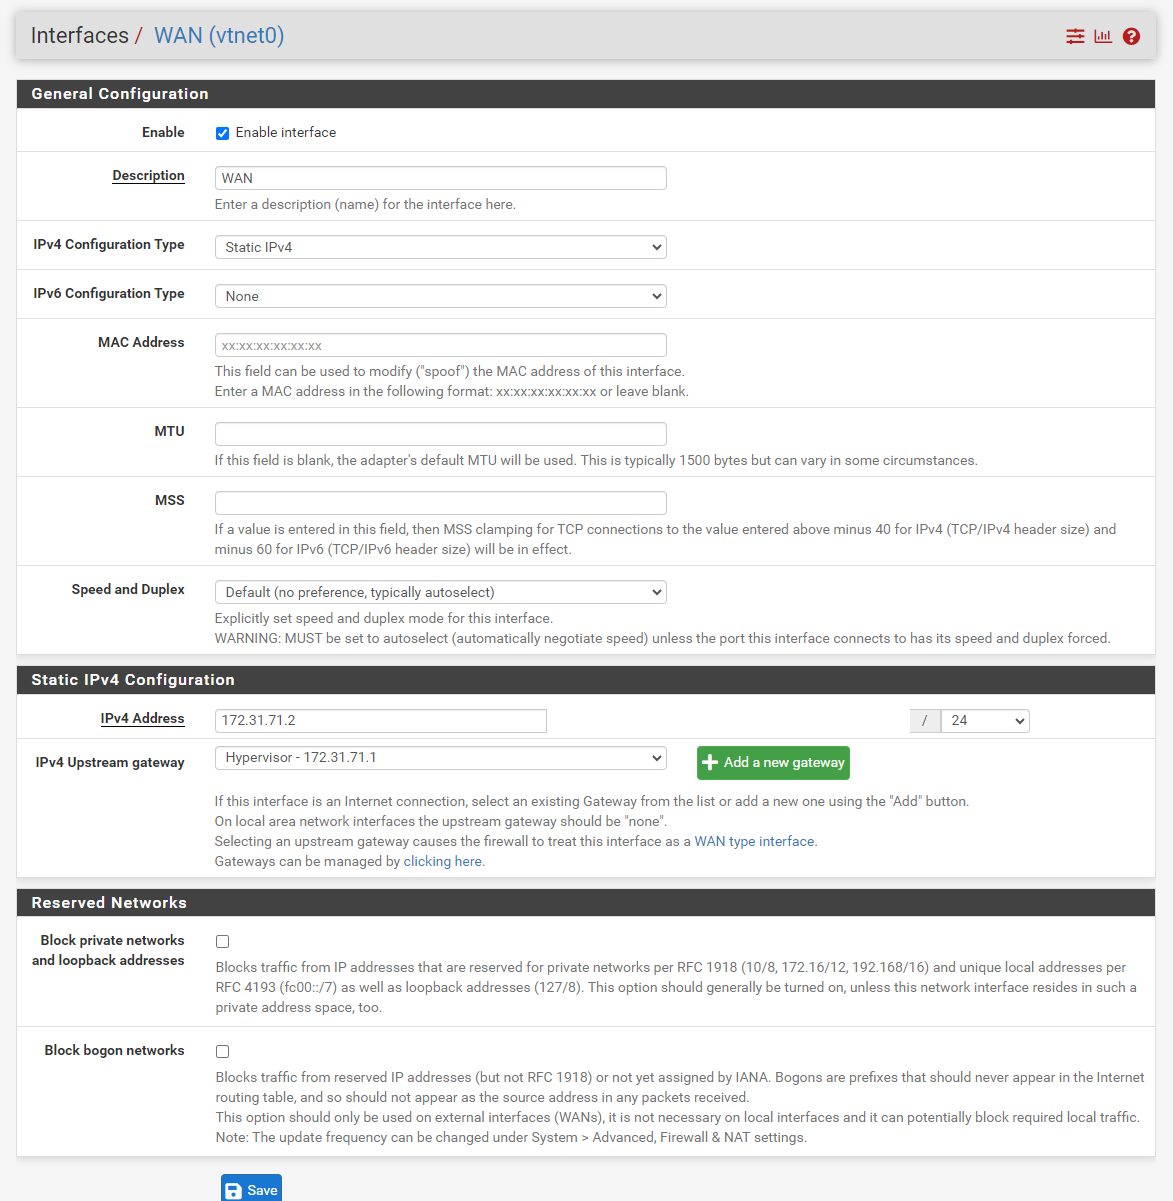 Interfaces / WAN (vtnet0)
General Configuration
Enable
Enable interface
Description
WAN
Enter a description (name) for the interface here.
IPv4 Configuration Type
Static IPv4
IPv6 Configuration Type
None
MAC Address
xx:xx:xx:xx:xx:xx
This field can be used to modify ("spoof") the MAC address of this interface.
Enter a MAC address in the following format: xx:xx:xx:xx:xx:xx or leave blank.
MTU
If this field is blank, the adapter's default MTU will be used. This is typically 1500 bytes but can vary in some circumstances.
MSS
If a value is entered in this field, then MSS clamping for TCP connections to the value entered above minus 40 for IPv4 (TCP/IPv4 header size) and
minus 60 for IPv6 (TCP/IPv6 header size) will be in effect.
Speed and Duplex
Default (no preference, typically autoselect)
Explicitly set speed and duplex mode for this interface.
WARNING: MUST be set to autoselect (automatically negotiate speed) unless the port this interface connects to has its speed and duplex forced.
Static IPv4 Configuration
IPv4 Address
172.31.71.2
/ 24
IPv4 Upstream gateway
Hypervisor - 172.31.71.1
Add a new gateway
If this interface is an Internet connection, select an existing Gateway from the list or add a new one using the "Add" button.
On local area network interfaces the upstream gateway should be "none".
Selecting an upstream gateway causes the firewall to treat this interface as a WAN type interface.
Gateways can be managed by clicking here.
Reserved Networks
Block private networks
and loopback addresses
Blocks traffic from IP addresses that are reserved for private networks per RFC 1918 (10/8, 172.16/12, 192.168/16) and unique local addresses per
RFC 4193 (fc00::/7) as well as loopback addresses (127/8). This option should generally be turned on, unless this network interface resides in such a
private address space, too.
Block bogon networks
Blocks traffic from reserved IP addresses (but not RFC 1918) or not yet assigned by IANA. Bogons are prefixes that should never appear in the Internet
routing table, and so should not appear as the source address in any packets received.
This option should only be used on external interfaces (WANs), it is not necessary on local interfaces and it can potentially block required local traffic.
Note: The update frequency can be changed under System > Advanced, Firewall & NAT settings.
Save